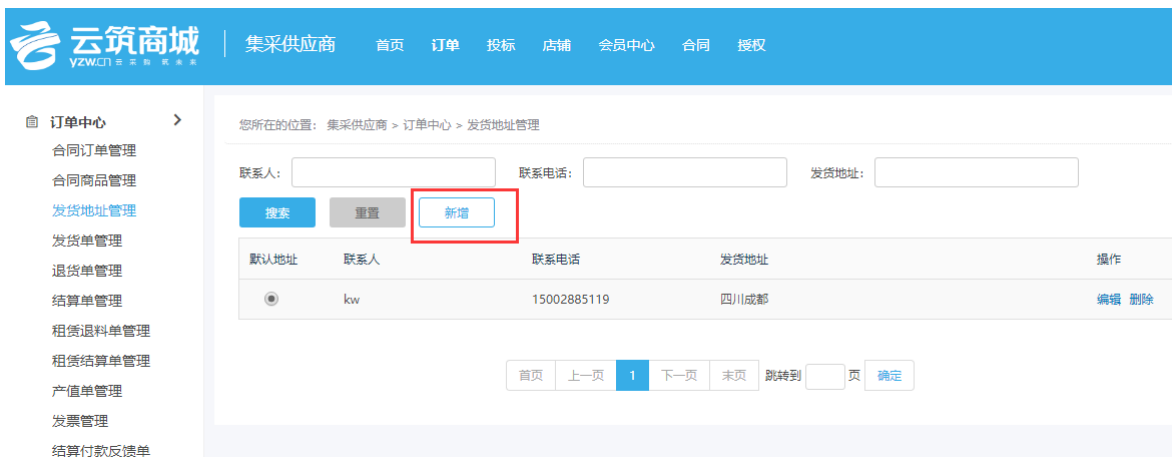 云筑商城
YZW.CN 云采购 筑未来
集采供应商 首页 订单 投标 店铺 会员中心 合同 授权
订单中心
合同订单管理
合同商品管理
发货地址管理
发货单管理
退货单管理
结算单管理
租赁退料单管理
租赁结算单管理
产值单管理
发票管理
结算付款反馈单
您所在的位置: 集采供应商 > 订单中心 > 发货地址管理
联系人: 联系电话: 发货地址:
搜索 重置 新增
默认地址 联系人 联系电话 发货地址 操作
kw 15002885119 四川成都 编辑 删除
首页 上一页 1 下一页 末页 跳转到 页 确定